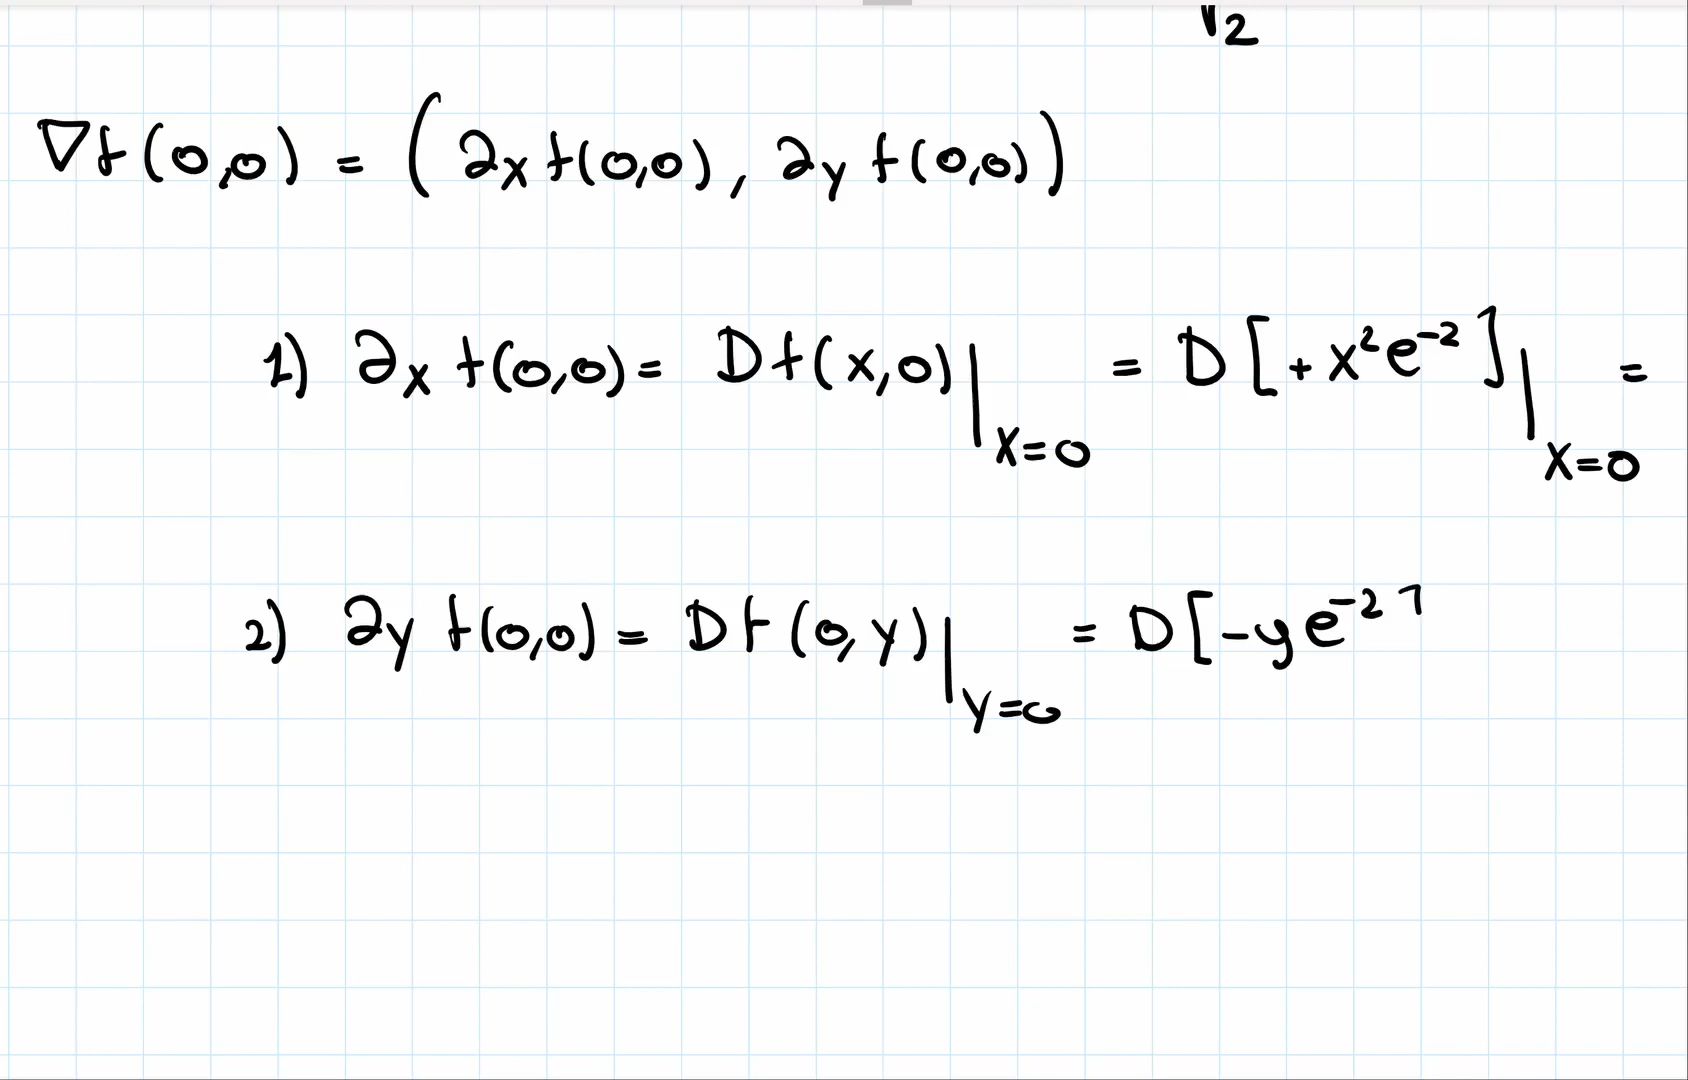 √2
∇f(0,0) = (∂x f(0,0), ∂y f(0,0))
1) ∂x f(0,0) = Df(x,0)|x=0 = D[+x²e⁻²]|x=0 =
2) ∂y f(0,0) = Df(0,y)|y=0 = D[-ye⁻²]